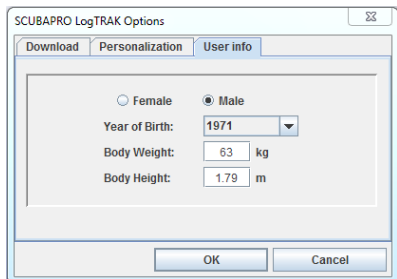 SCUBAPRO LogTRAK Options
Download Personalization User info
Female Male
Year of Birth: 1971
Body Weight: 63 kg
Body Height: 1.79 m
OK Cancel